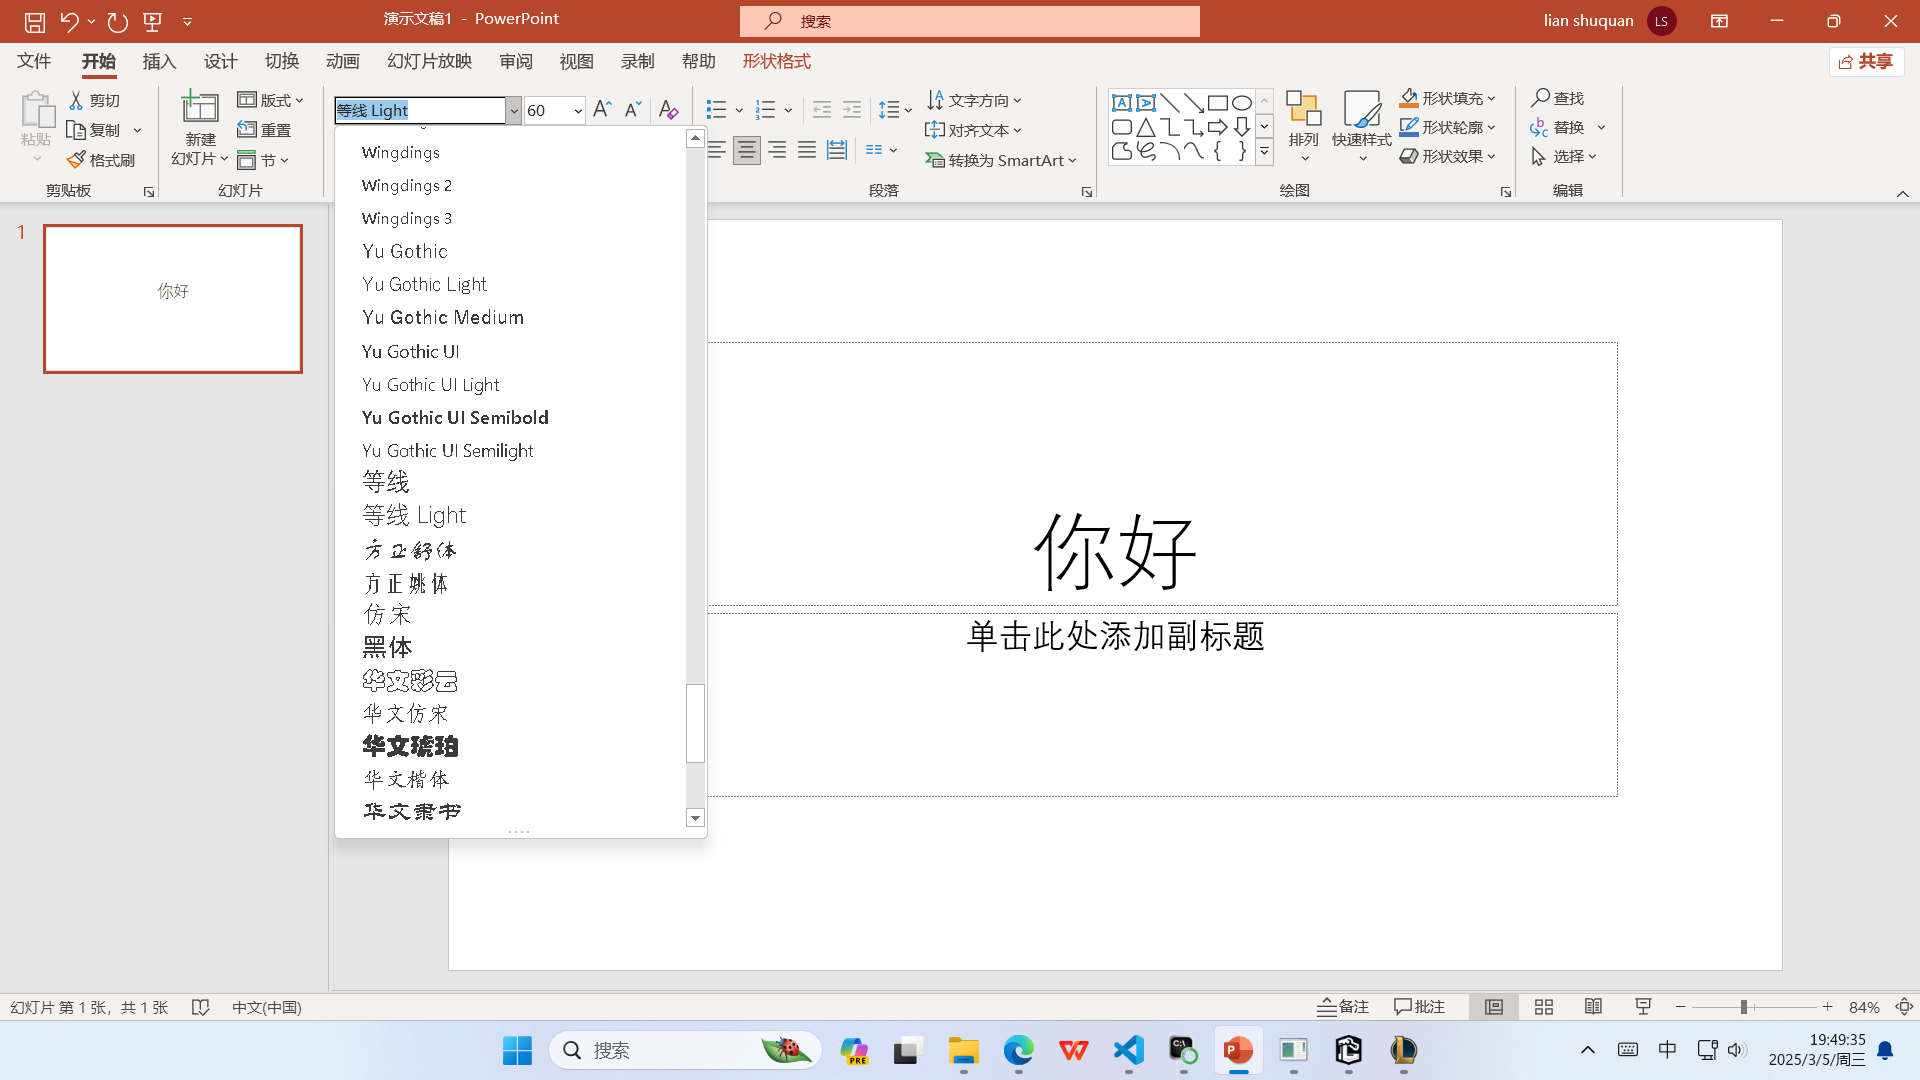 演示文稿1 - PowerPoint
搜索
lian shuquan
LS
文件
开始
插入
设计
切换
动画
幻灯片放映
审阅
视图
录制
帮助
形状格式
共享
粘贴
剪切
复制
格式刷
剪贴板
新建
幻灯片
版式
重置
节
幻灯片
等线 Light
60
文字方向
对齐文本
转换为 SmartArt
段落
排列
快速样式
形状填充
形状轮廓
形状效果
绘图
查找
替换
选择
编辑
Wingdings
Wingdings 2
Wingdings 3
Yu Gothic
Yu Gothic Light
Yu Gothic Medium
Yu Gothic UI
Yu Gothic UI Light
Yu Gothic UI Semibold
Yu Gothic UI Semilight
等线
等线 Light
方正舒体
方正姚体
仿宋
黑体
华文彩云
华文仿宋
华文琥珀
华文楷体
华文隶书
1
你好
你好
单击此处添加副标题
幻灯片 第 1 张，共 1 张
中文(中国)
备注
批注
84%
搜索
PRE
中
19:49:35
2025/3/5/周三